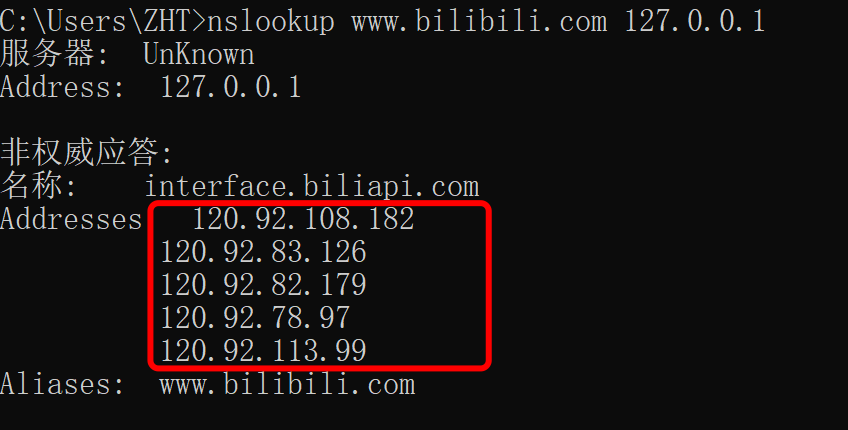 C:\Users\ZHT>nslookup www.bilibili.com 127.0.0.1
服务器:  UnKnown
Address:  127.0.0.1
非权威应答:
名称:    interface.biliapi.com
Addresses  120.92.108.182
120.92.83.126
120.92.82.179
120.92.78.97
120.92.113.99
Aliases:  www.bilibili.com